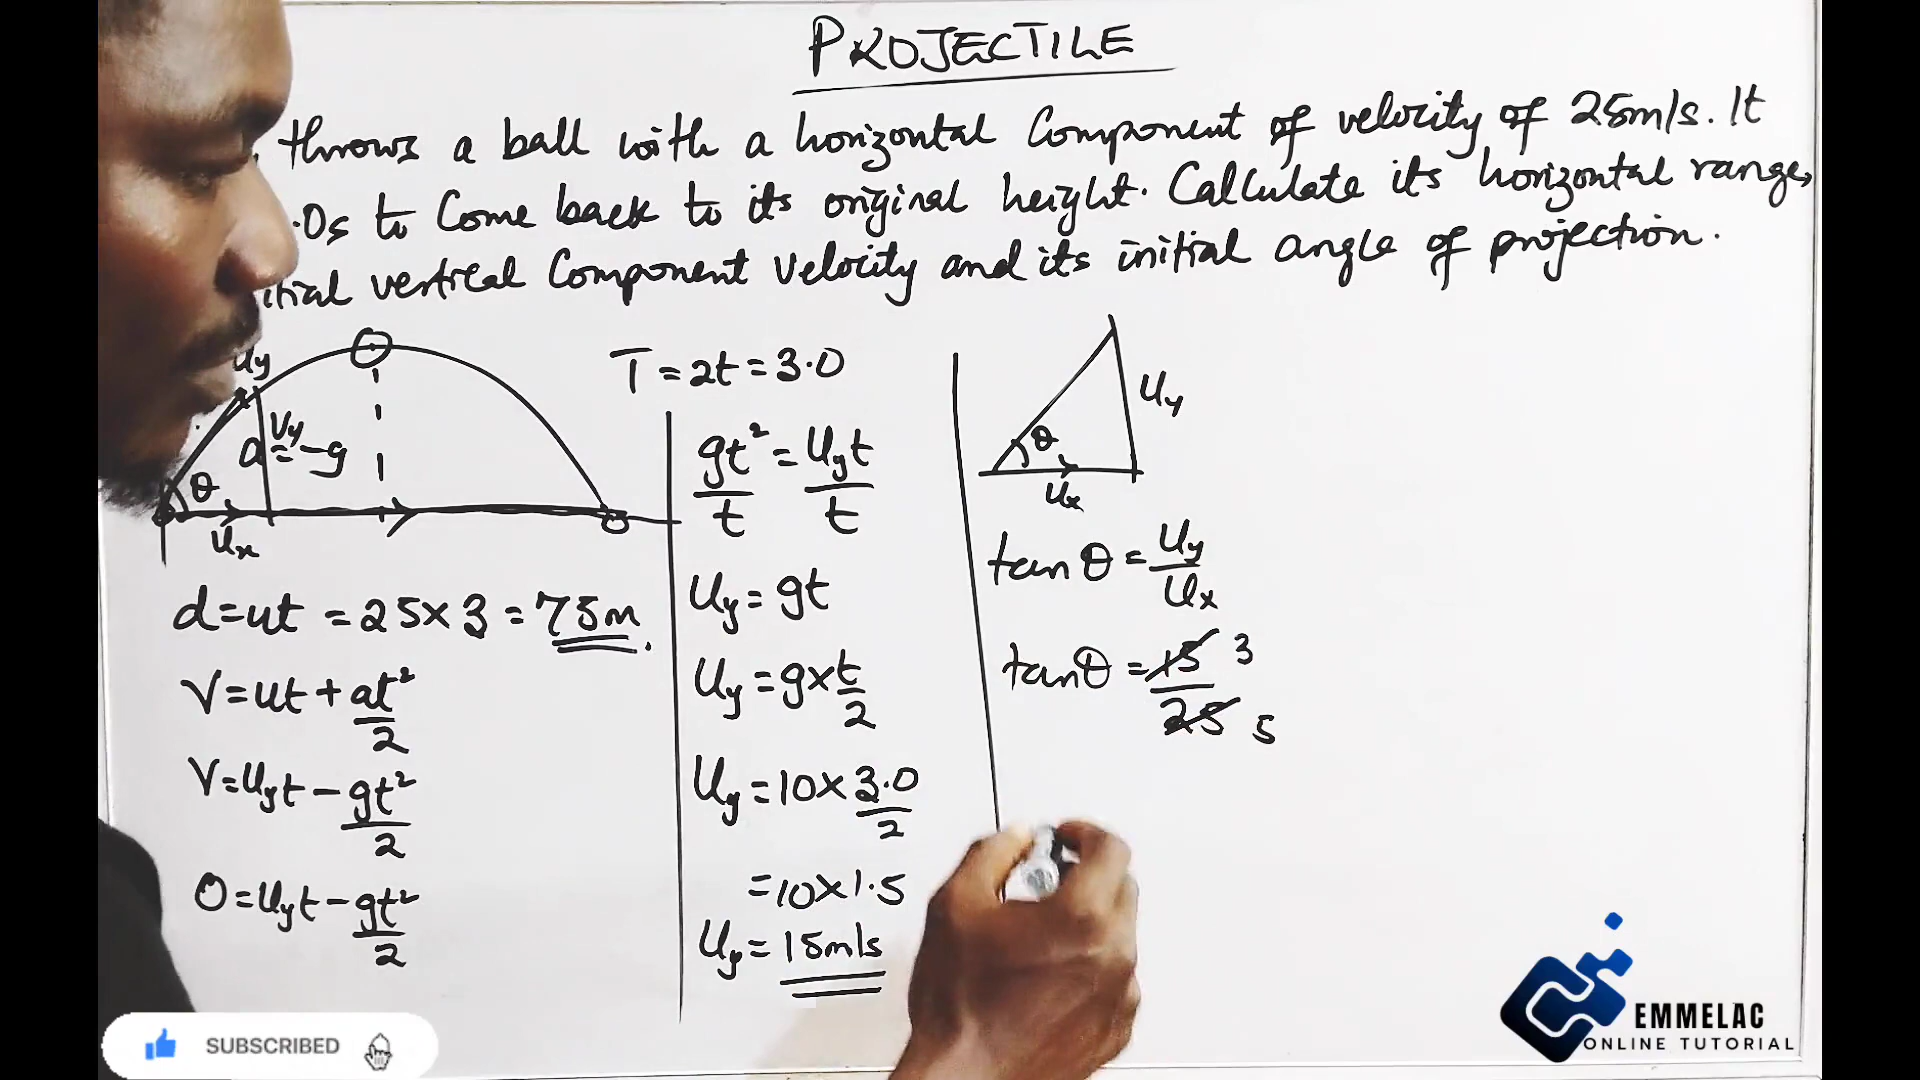 PROJECTILE
throws a ball with a horizontal component of velocity of 25m/s. It
.0s to come back to its original height. Calculate its horizontal range,
itial vertical component velocity and its initial angle of projection.
uy
Vy
a = -g
θ
ux
d=ut = 25×3 = 75m.
V=ut + at²/2
V=Uyt - gt²/2
0=Uyt - gt²/2
T = 2t = 3.0
gt²/t = Uyt/t
Uy = gt
Uy = g×t/2
Uy = 10 × 3.0/2
= 10×1.5
Uy = 15m/s
Uy
θ
Ux
tan θ = Uy/Ux
tan θ = 15/25 3 5
SUBSCRIBED
EMMELAC
ONLINE TUTORIAL